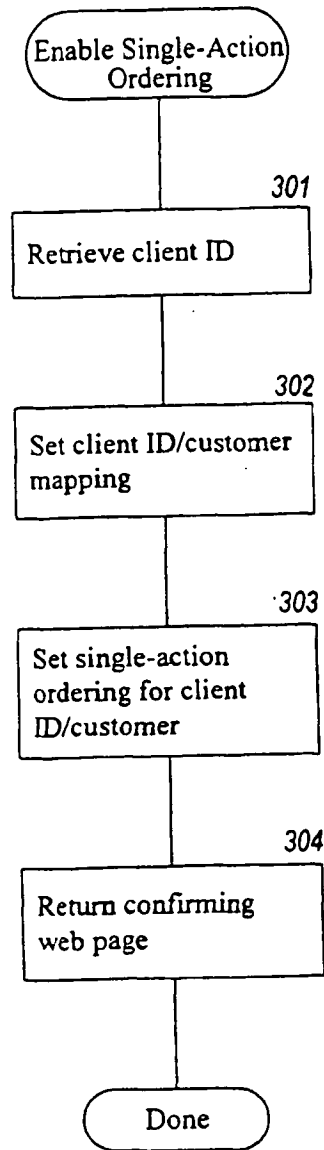 Enable Single-Action
Ordering
301
Retrieve client ID
302
Set client ID/customer
mapping
303
Set single-action
ordering for client
ID/customer
304
Return confirming
web page
Done